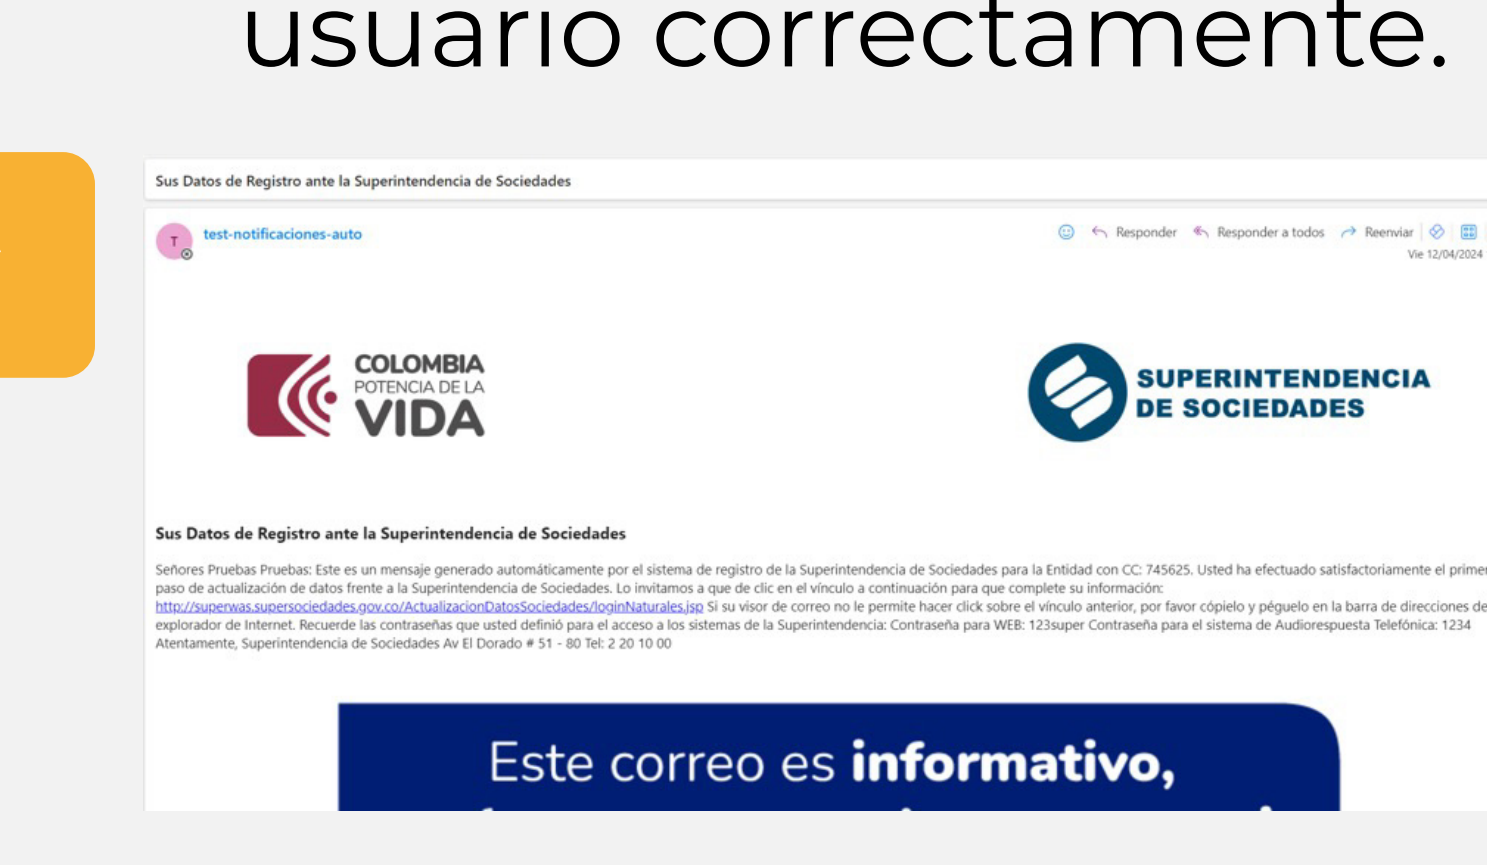 usuario correctamente.
Sus Datos de Registro ante la Superintendencia de Sociedades
T
test-notificaciones-auto
Responder
Responder a todos
Reenviar
Vie 12/04/2024
COLOMBIA
POTENCIA DE LA
VIDA
SUPERINTENDENCIA
DE SOCIEDADES
Sus Datos de Registro ante la Superintendencia de Sociedades
Señores Pruebas Pruebas: Este es un mensaje generado automáticamente por el sistema de registro de la Superintendencia de Sociedades para la Entidad con CC: 745625. Usted ha efectuado satisfactoriamente el primer
paso de actualización de datos frente a la Superintendencia de Sociedades. Lo invitamos a que de clic en el vínculo a continuación para que complete su información:
http://superwas.supersociedades.gov.co/ActualizacionDatosSociedades/loginNaturales.jsp Si su visor de correo no le permite hacer click sobre el vínculo anterior, por favor cópielo y péguelo en la barra de direcciones de
explorador de Internet. Recuerde las contraseñas que usted definió para el acceso a los sistemas de la Superintendencia: Contraseña para WEB: 123super Contraseña para el sistema de Audiorespuesta Telefónica: 1234
Atentamente, Superintendencia de Sociedades Av El Dorado # 51 - 80 Tel: 2 20 10 00
Este correo es informativo,